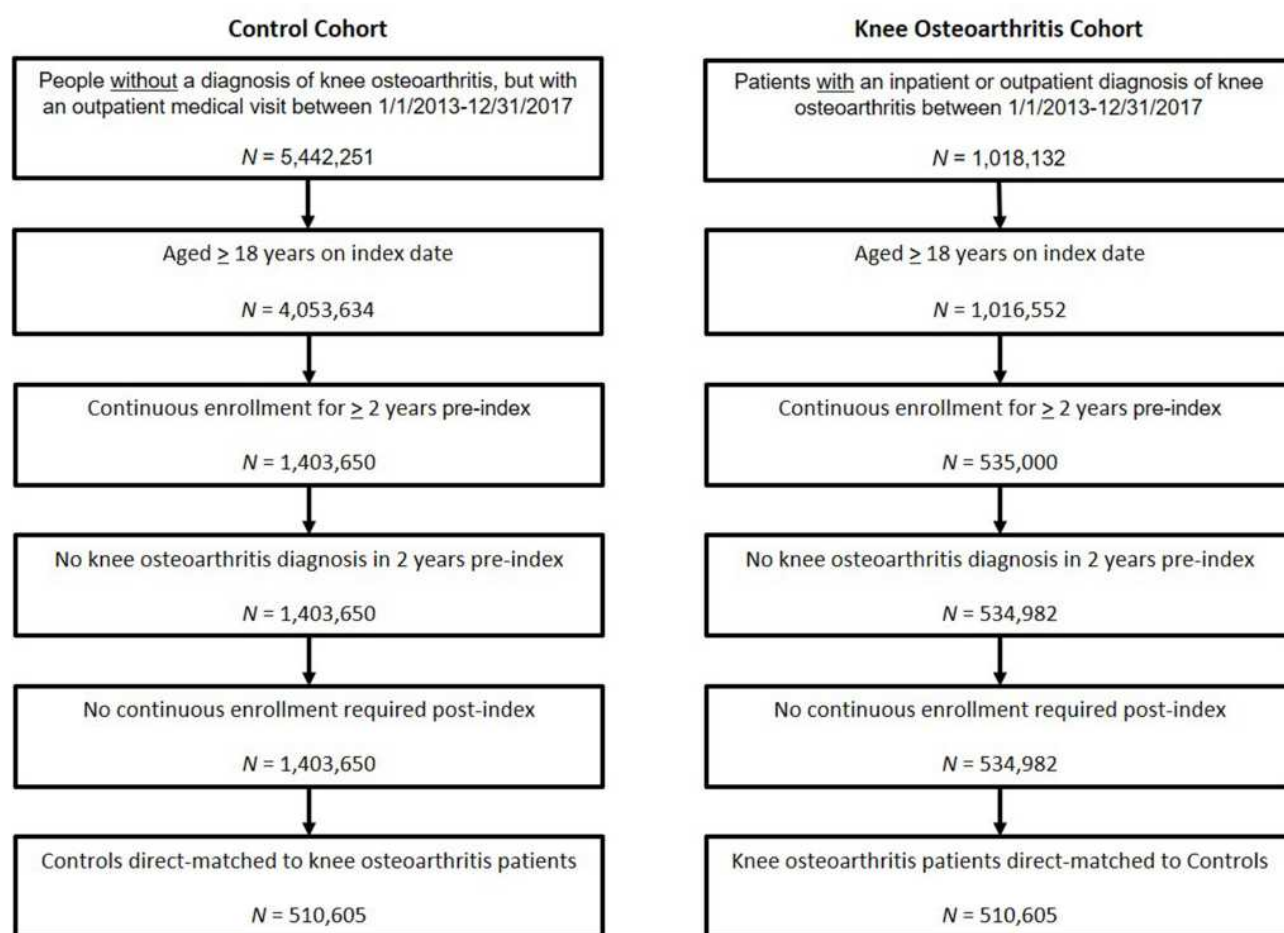 Control Cohort
People without a diagnosis of knee osteoarthritis, but with
an outpatient medical visit between 1/1/2013-12/31/2017
N = 5,442,251
Aged ≥ 18 years on index date
N = 4,053,634
Continuous enrollment for ≥ 2 years pre-index
N = 1,403,650
No knee osteoarthritis diagnosis in 2 years pre-index
N = 1,403,650
No continuous enrollment required post-index
N = 1,403,650
Controls direct-matched to knee osteoarthritis patients
N = 510,605
Knee Osteoarthritis Cohort
Patients with an inpatient or outpatient diagnosis of knee
osteoarthritis between 1/1/2013-12/31/2017
N = 1,018,132
Aged ≥ 18 years on index date
N = 1,016,552
Continuous enrollment for ≥ 2 years pre-index
N = 535,000
No knee osteoarthritis diagnosis in 2 years pre-index
N = 534,982
No continuous enrollment required post-index
N = 534,982
Knee osteoarthritis patients direct-matched to Controls
N = 510,605